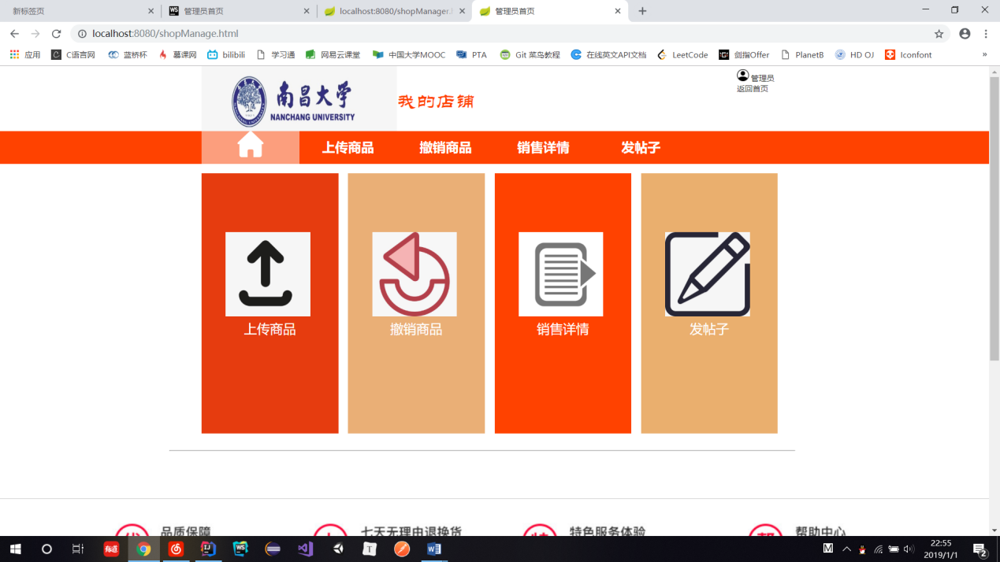 新标签页
管理员首页
localhost:8080/shopManager.
管理员首页
localhost:8080/shopManage.html
应用 C语言网 蓝桥杯 慕课网 bilibili 学习通 网易云课堂 中国大学MOOC PTA Git 菜鸟教程 在线英文API文档 LeetCode 剑指Offer PlanetB HD OJ Iconfont »
南昌大学
NANCHANG UNIVERSITY
我的店铺
管理员
返回首页
上传商品 撤销商品 销售详情 发帖子
上传商品
撤销商品
销售详情
发帖子
品质保障 七天无理由退换货 特色服务体验 帮助中心
有道
22:55
2019/1/1
2